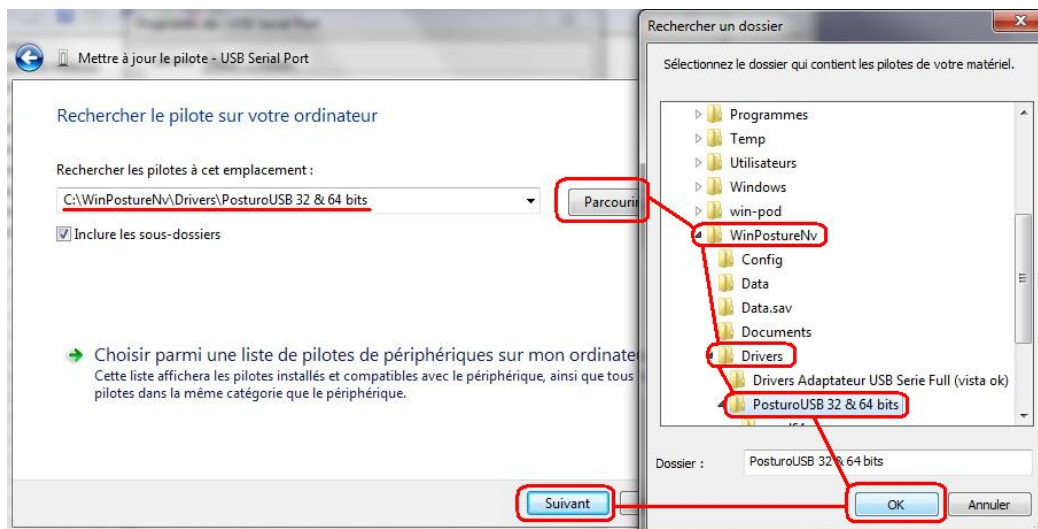 Mettre à jour le pilote - USB Serial Port
Rechercher le pilote sur votre ordinateur
Rechercher les pilotes à cet emplacement :
C:\WinPostureNv\Drivers\PosturoUSB 32 & 64 bits
Parcourir
Inclure les sous-dossiers
Choisir parmi une liste de pilotes de périphériques sur mon ordinate
Cette liste affichera les pilotes installés et compatibles avec le périphérique, ainsi que tous
pilotes dans la même catégorie que le périphérique.
Suivant
Rechercher un dossier
Sélectionnez le dossier qui contient les pilotes de votre matériel.
Programmes
Temp
Utilisateurs
Windows
win-pod
WinPostureNv
Config
Data
Data.sav
Documents
Drivers
Drivers Adaptateur USB Serie Full (vista ok)
PosturoUSB 32 & 64 bits
Dossier :
PosturoUSB 32 & 64 bits
OK
Annuler